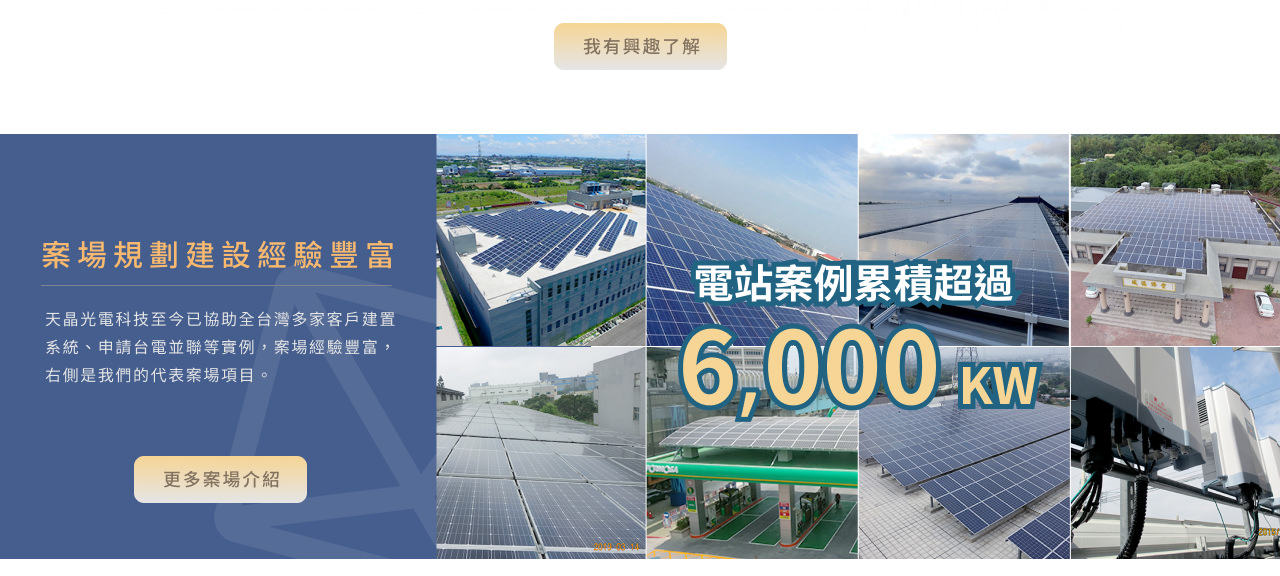 我有興趣了解
案場規劃建設經驗豐富
天晶光電科技至今已協助全台灣多家客戶建置
系統、申請台電並聯等實例，案場經驗豐富，
右側是我們的代表案場項目。
更多案場介紹
電站案例累積超過
6,000 KW
FORMOSA